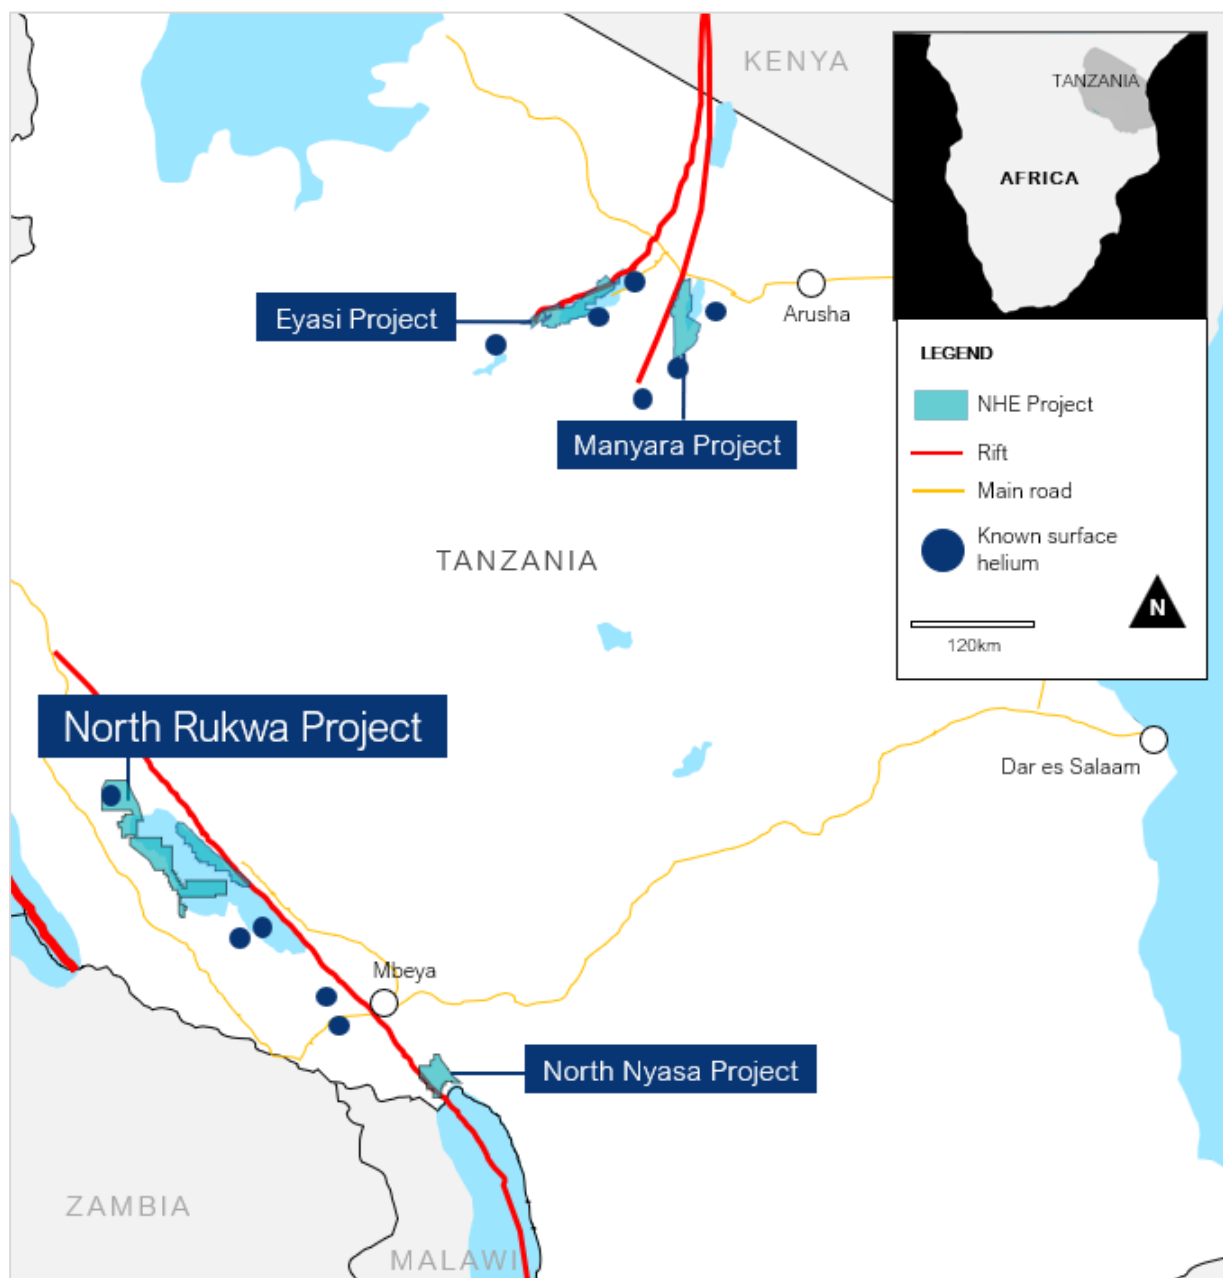 KENYA
TANZANIA
AFRICA
Eyasi Project
Arusha
LEGEND
NHE Project
Manyara Project
Rift
Main road
Known surface
helium
N
120km
TANZANIA
North Rukwa Project
Dar es Salaam
Mbeya
North Nyasa Project
ZAMBIA
MALAWI